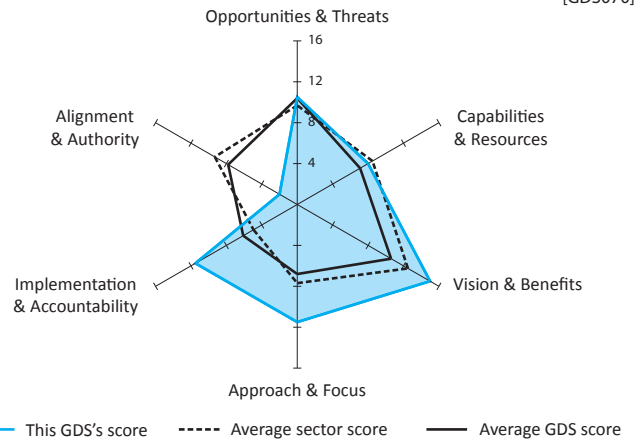 Opportunities & Threats
16
12
8
4
Alignment
& Authority
Capabilities
& Resources
Implementation
& Accountability
Vision & Benefits
Approach & Focus
This GDS's score
Average sector score
Average GDS score